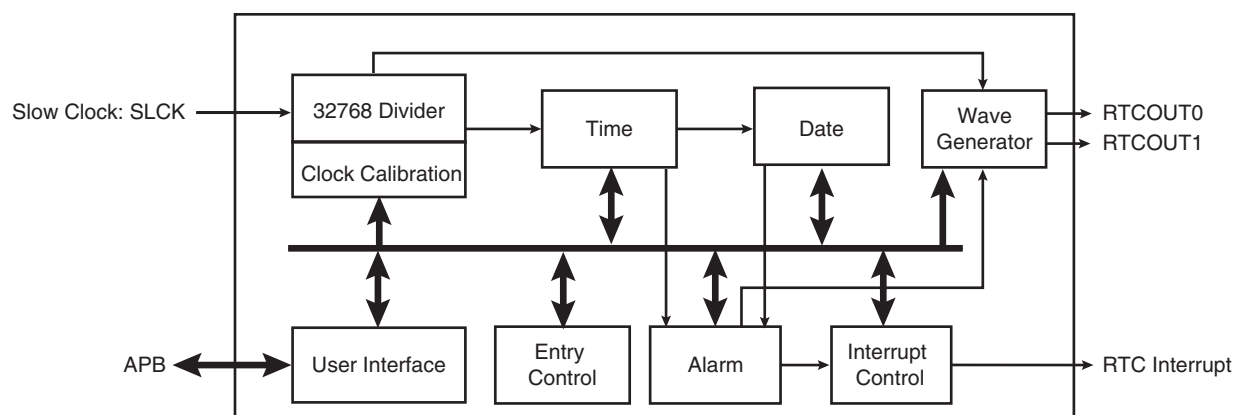 Slow Clock: SLCK
32768 Divider
Clock Calibration
Time
Date
Wave
Generator
RTCOUT0
RTCOUT1
APB
User Interface
Entry
Control
Alarm
Interrupt
Control
RTC Interrupt